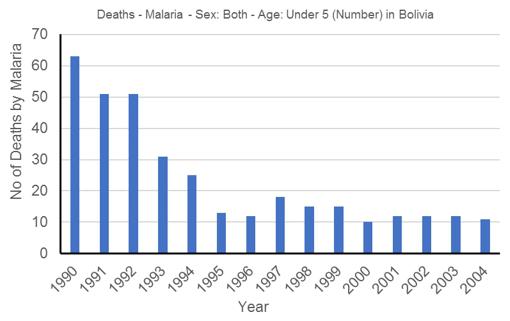 Deaths - Malaria - Sex: Both - Age: Under 5 (Number) in Bolivia
No of Deaths by Malaria
70
60
50
40
30
20
10
0
1990 1991 1992 1993 1994 1995 1996 1997 1998 1999 2000 2001 2002 2003 2004
Year